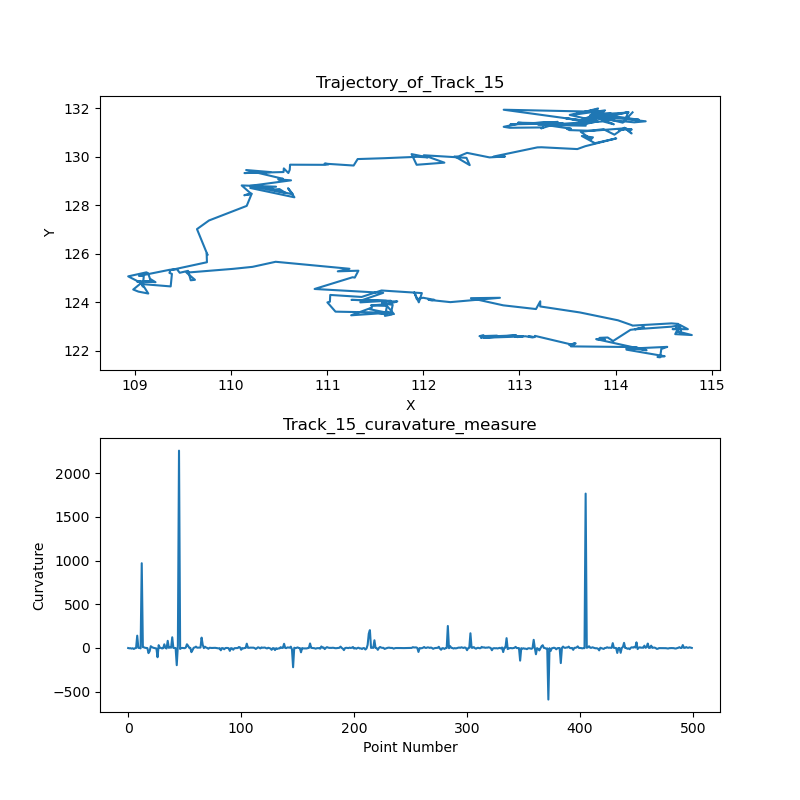 Trajectory_of_Track_15
132
130
128
126
124
122
Y
109 110 111 112 113 114 115
X
Track_15_curavature_measure
2000
1500
1000
500
0
−500
Curvature
0 100 200 300 400 500
Point Number